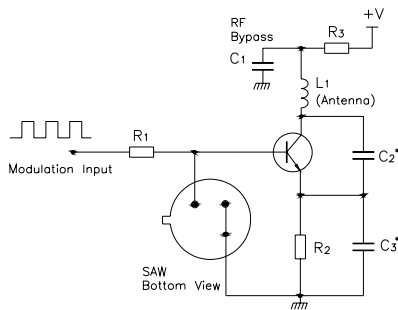 +V
RF
Bypass
R3
C1
L1
(Antenna)
R1
Modulation Input
C2*
SAW
Bottom View
R2
C3*